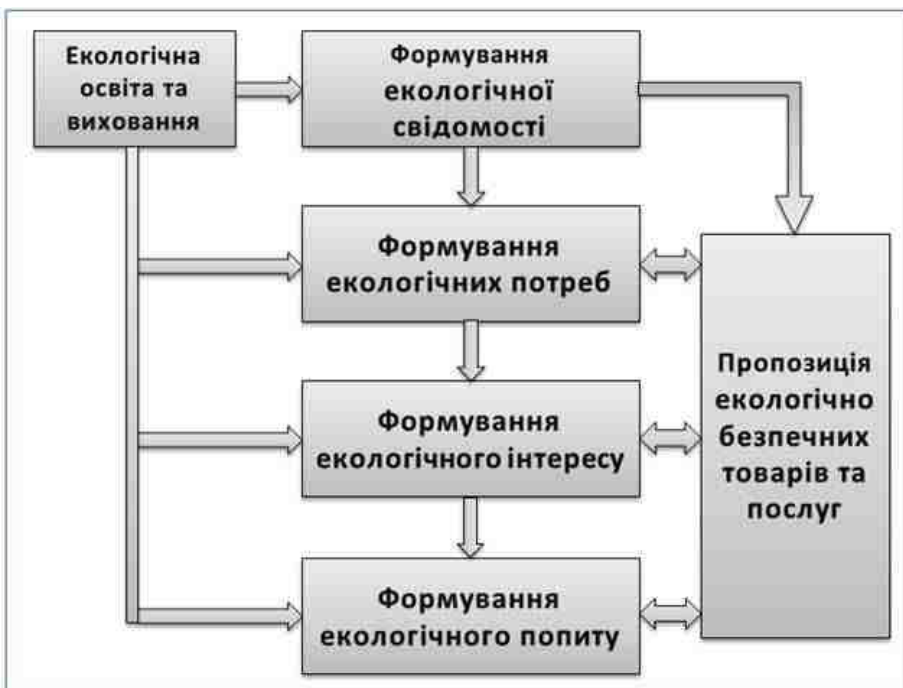 Екологічна
освіта та
виховання
Формування
екологічної
свідомості
Формування
екологічних потреб
Формування
екологічного інтересу
Формування
екологічного попиту
Пропозиція
екологічно
безпечних
товарів та
послуг